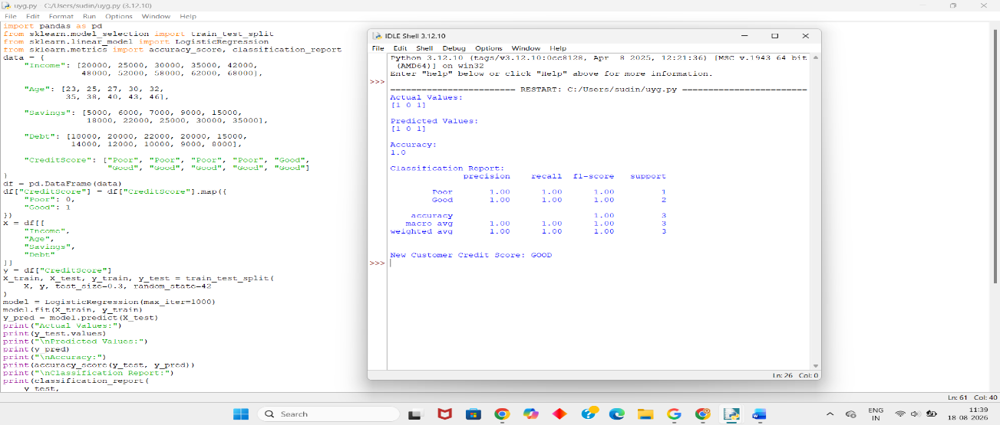 uyg.py - C:/Users/sudin/uyg.py (3.12.10)
File Edit Format Run Options Window Help
import pandas as pd
from sklearn.model_selection import train_test_split
from sklearn.linear_model import LogisticRegression
from sklearn.metrics import accuracy_score, classification_report
data = {
    "Income": [20000, 25000, 30000, 35000, 42000,
               48000, 52000, 58000, 62000, 68000],
    "Age": [23, 25, 27, 30, 32,
            35, 38, 40, 43, 46],
    "Savings": [5000, 6000, 7000, 9000, 15000,
                18000, 22000, 25000, 30000, 35000],
    "Debt": [18000, 20000, 22000, 20000, 15000,
             14000, 12000, 10000, 9000, 8000],
    "CreditScore": ["Poor", "Poor", "Poor", "Poor", "Good",
                    "Good", "Good", "Good", "Good", "Good"]
}
df = pd.DataFrame(data)
df["CreditScore"] = df["CreditScore"].map({
    "Poor": 0,
    "Good": 1
})
X = df[[
    "Income",
    "Age",
    "Savings",
    "Debt"
]]
y = df["CreditScore"]
X_train, X_test, y_train, y_test = train_test_split(
    X, y, test_size=0.3, random_state=42
)
model = LogisticRegression(max_iter=1000)
model.fit(X_train, y_train)
y_pred = model.predict(X_test)
print("Actual Values:")
print(y_test.values)
print("\nPredicted Values:")
print(y_pred)
print("\nAccuracy:")
print(accuracy_score(y_test, y_pred))
print("\nClassification Report:")
print(classification_report(
    y_test,
Ln: 61 Col: 40
IDLE Shell 3.12.10
File Edit Shell Debug Options Window Help
Python 3.12.10 (tags/v3.12.10:0cc8128, Apr  8 2025, 12:21:36) [MSC v.1943 64 bit
(AMD64)] on win32
Enter "help" below or click "Help" above for more information.
>>>
======================== RESTART: C:/Users/sudin/uyg.py ========================
Actual Values:
[1 0 1]
Predicted Values:
[1 0 1]
Accuracy:
1.0
Classification Report:
precision recall f1-score support
Poor 1.00 1.00 1.00 1
Good 1.00 1.00 1.00 2
accuracy 1.00 3
macro avg 1.00 1.00 1.00 3
weighted avg 1.00 1.00 1.00 3
New Customer Credit Score: GOOD
>>>
Ln: 26 Col: 0
Search
ENG
IN
11:39
18-08-2026